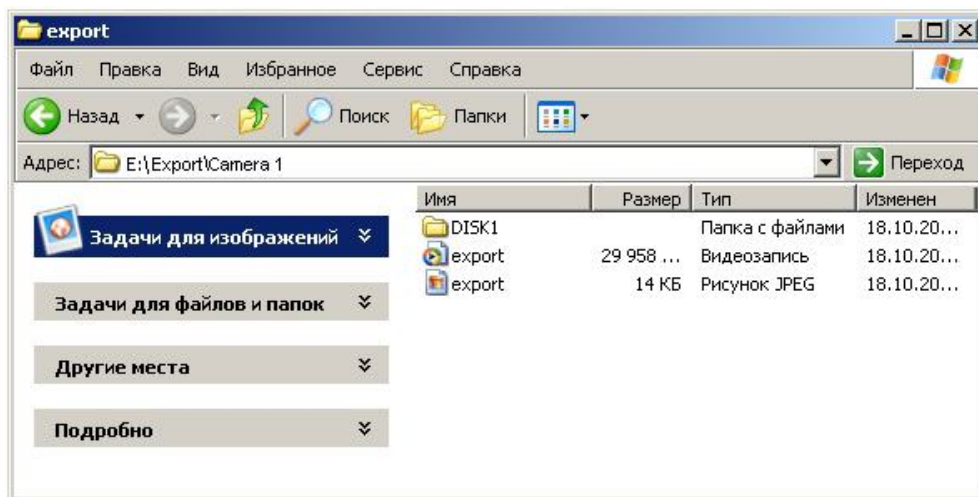 export
Файл Правка Вид Избранное Сервис Справка
Назад Поиск Папки
Адрес: E:\Export\Camera 1 Переход
Имя Размер Тип Изменен
DISK1 Папка с файлами 18.10.20...
export 29 958 ... Видеозапись 18.10.20...
export 14 КБ Рисунок JPEG 18.10.20...
Задачи для изображений
Задачи для файлов и папок
Другие места
Подробно